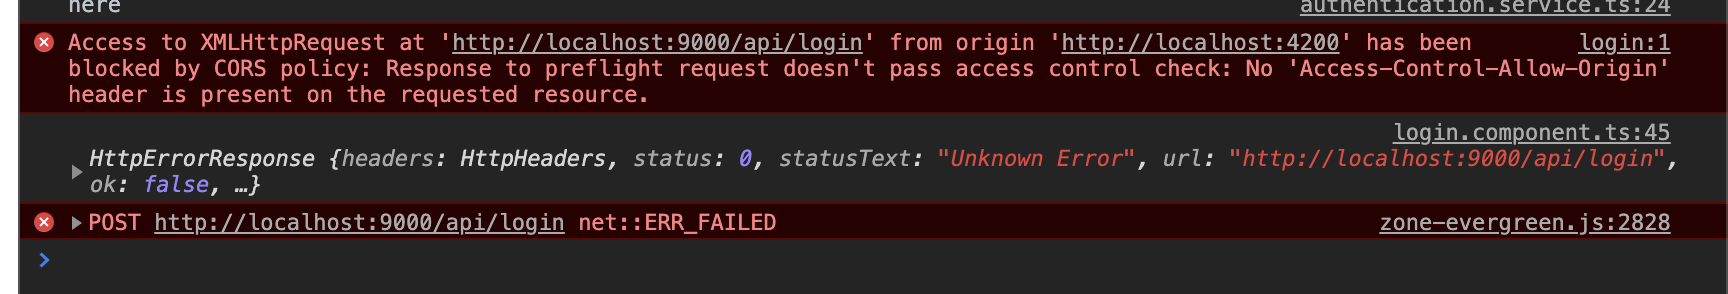 here authentication.service.ts:24
Access to XMLHttpRequest at 'http://localhost:9000/api/login' from origin 'http://localhost:4200' has been login:1
blocked by CORS policy: Response to preflight request doesn't pass access control check: No 'Access-Control-Allow-Origin'
header is present on the requested resource.
login.component.ts:45
HttpErrorResponse {headers: HttpHeaders, status: 0, statusText: "Unknown Error", url: "http://localhost:9000/api/login",
ok: false, …}
POST http://localhost:9000/api/login net::ERR_FAILED zone-evergreen.js:2828